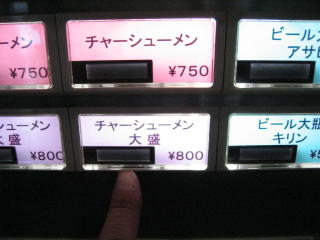 ーメン
¥750
チャーシューメン
¥750
ビール
アサヒ
シューメン
大盛
¥800
チャーシューメン
大盛
¥800
ビール大瓶
キリン